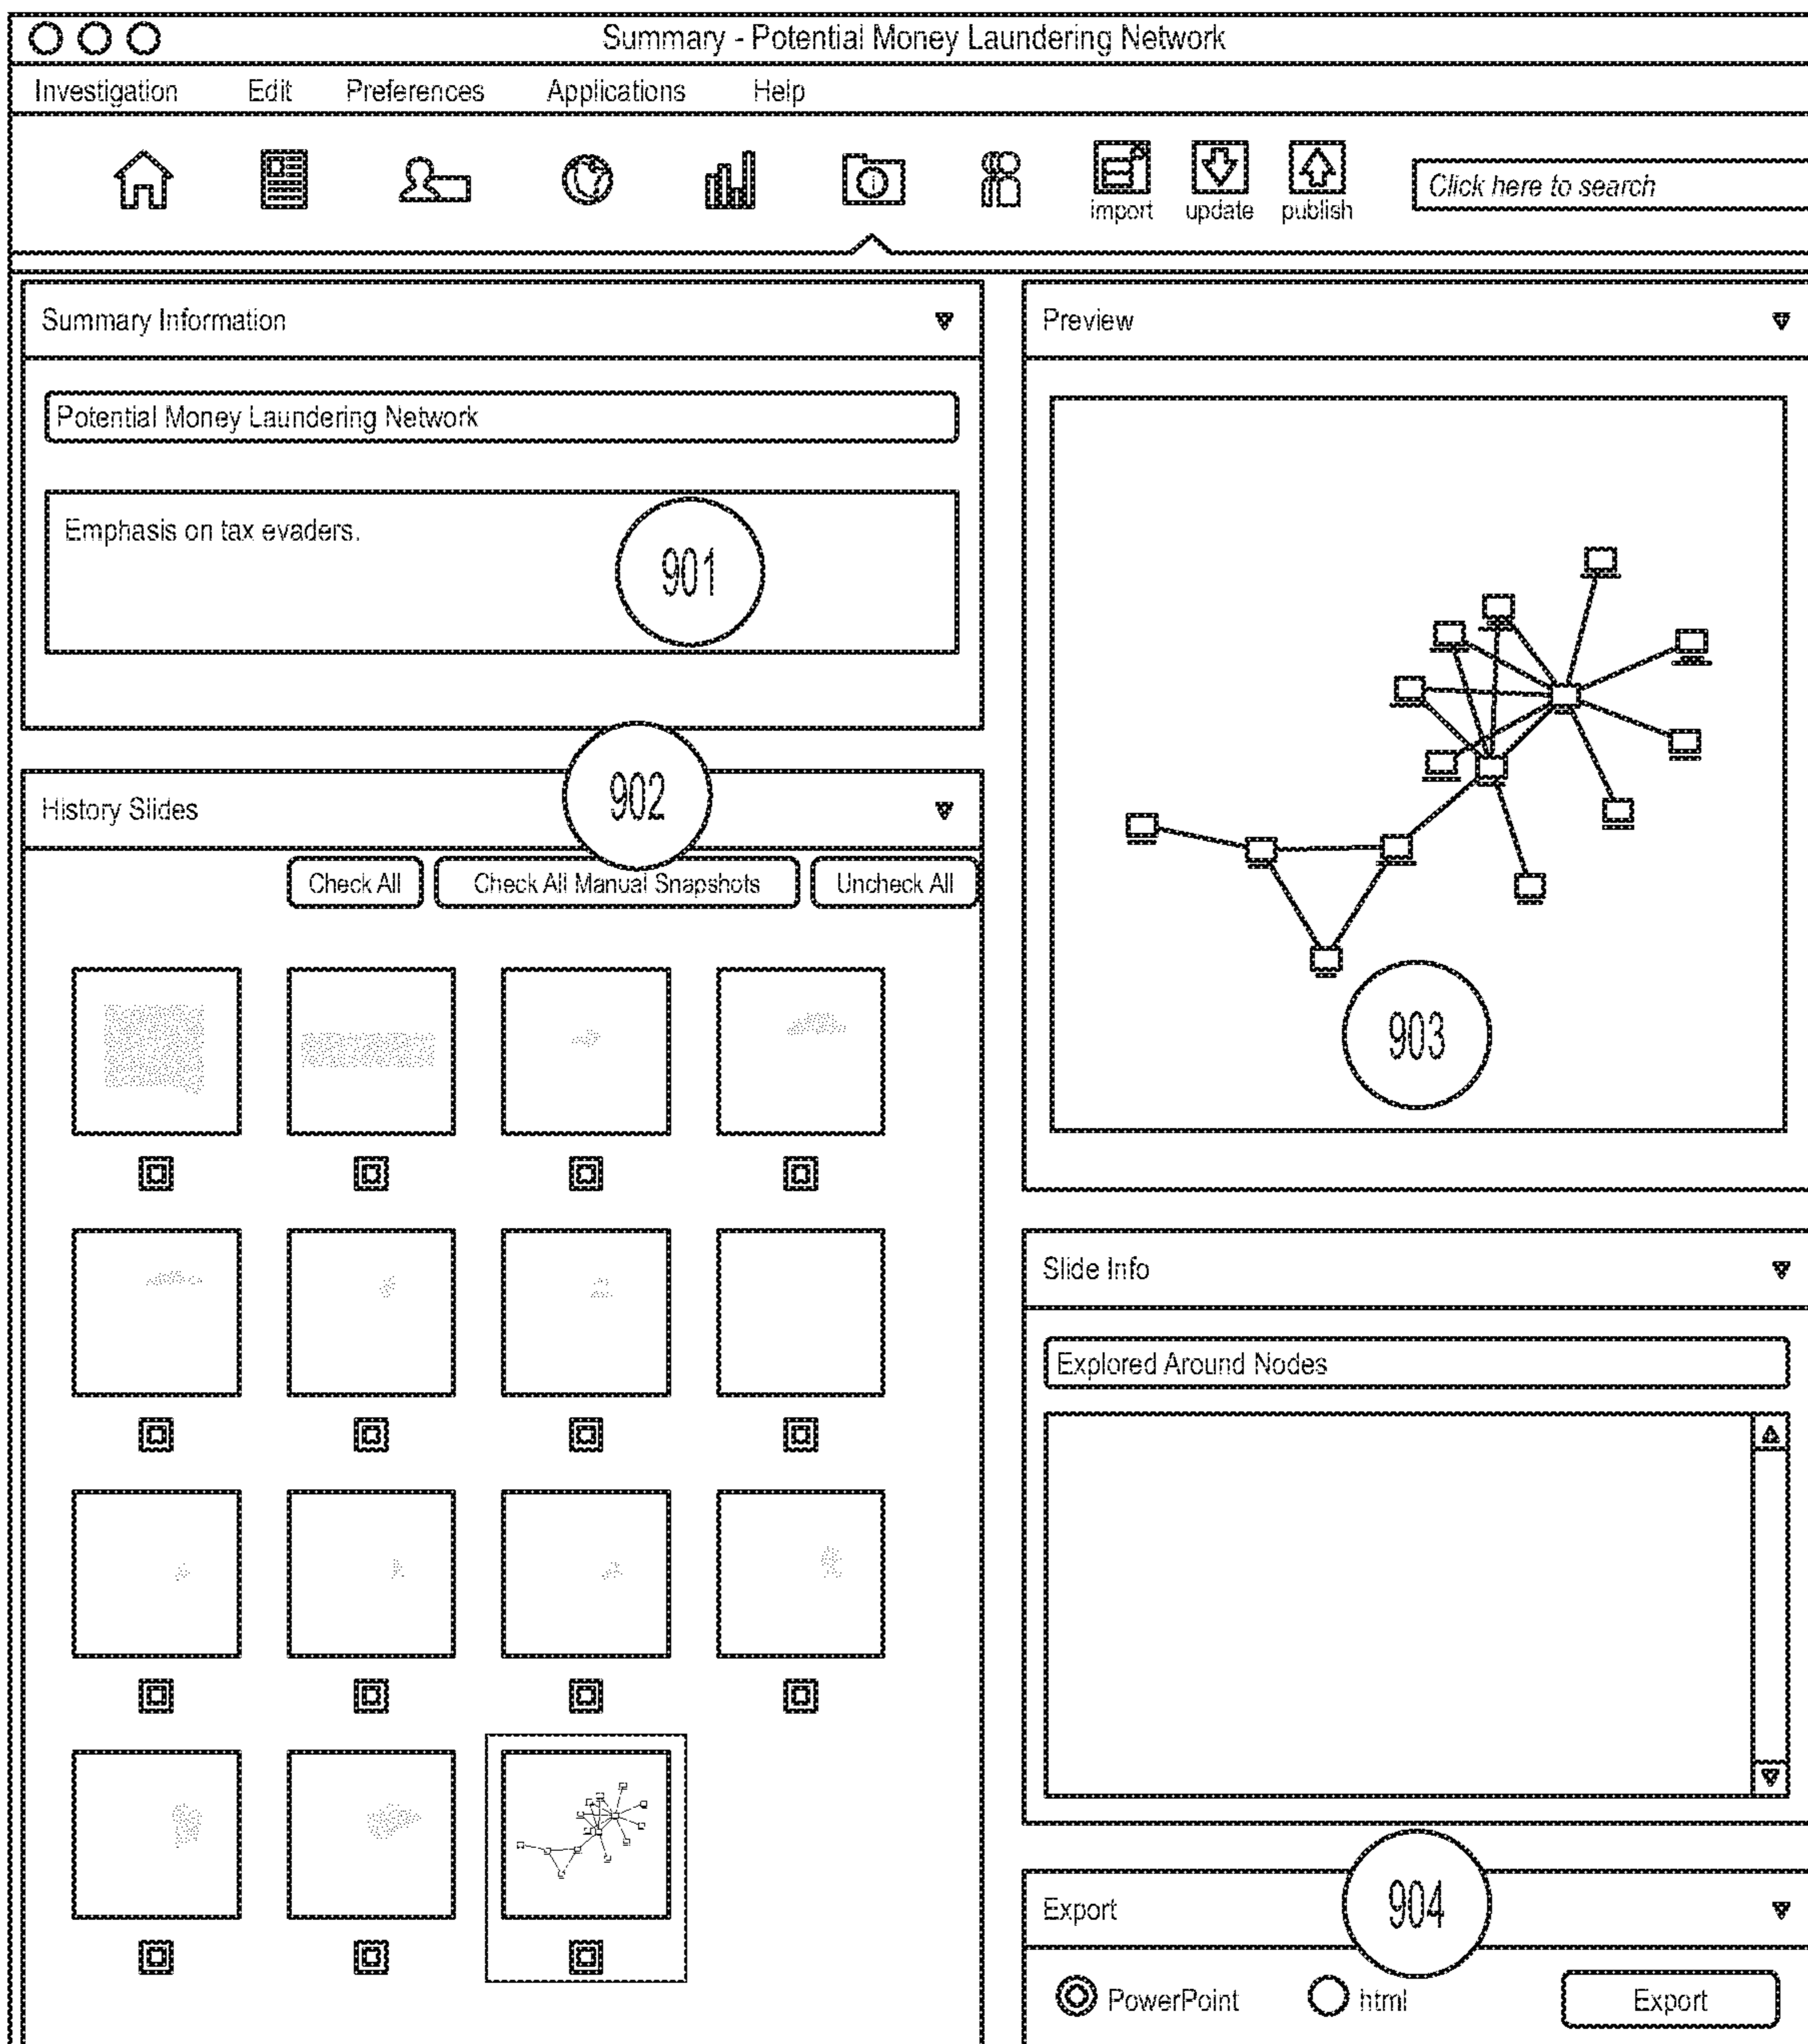 Summary - Potential Money Laundering Network
Investigation Edit Preferences Applications Help
import update publish
Click here to search
Summary Information
Potential Money Laundering Network
Emphasis on tax evaders.
901
902
History Slides
Check All Check All Manual Snapshots Uncheck All
Preview
903
Slide Info
Explored Around Nodes
Export
904
PowerPoint html Export